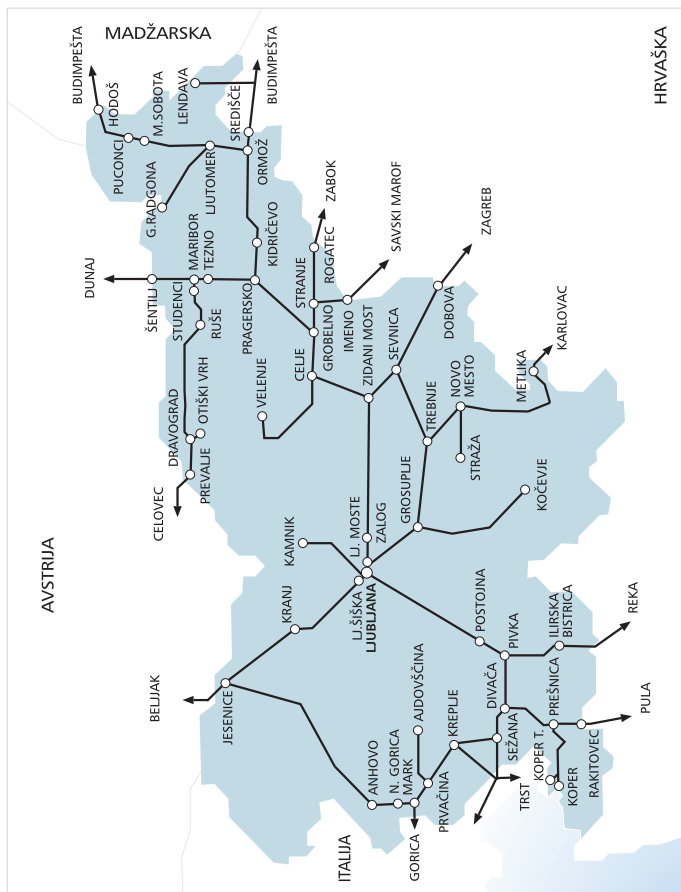 MADŽARSKA
HRVAŠKA
AVSTRIJA
ITALIJA
BUDIMPEŠTA
HODOŠ
PUCONCI
M.SOBOTA
LENDAVA
SREDIŠČE
BUDIMPEŠTA
G.RADGONA
LJUTOMER
ORMOŽ
KIDRIČEVO
DUNAJ
ŠENTILJ
STUDENCI
MARIBOR
TEZNO
RUŠE
PRAGERSKO
STRANJE
ROGATEC
ZABOK
GROBELNO
IMENO
SAVSKI MAROF
ZAGREB
DOBOVA
SEVNICA
ZIDANI MOST
CELJE
VELENJE
DRAVOGRAD
OTIŠKI VRH
PREVALJE
CELOVEC
KARLOVAC
METLIKA
NOVO
MESTO
TREBNJE
STRAŽA
GROSUPLJE
KOČEVJE
LJ. MOSTE
ZALOG
KAMNIK
LJ.ŠIŠKA
LJUBLJANA
KRANJ
JESENICE
BELJJAK
POSTOJNA
PIVKA
ILIRSKA
BISTRICA
REKA
DIVAČA
PREŠNICA
PULA
RAKITOVEC
KOPER T.
KOPER
SEŽANA
TRST
KREPLJE
AJDOVŠČINA
PRVAČINA
ANHOVO
N. GORICA
MARK
GORICA